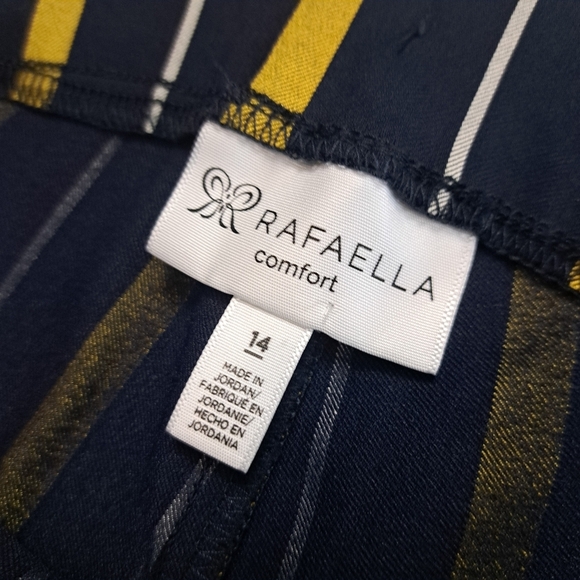 RAFAELLA
comfort
14
MADE IN
JORDAN/
FABRIQUÉ EN
JORDANIE/
HECHO EN
JORDANIA